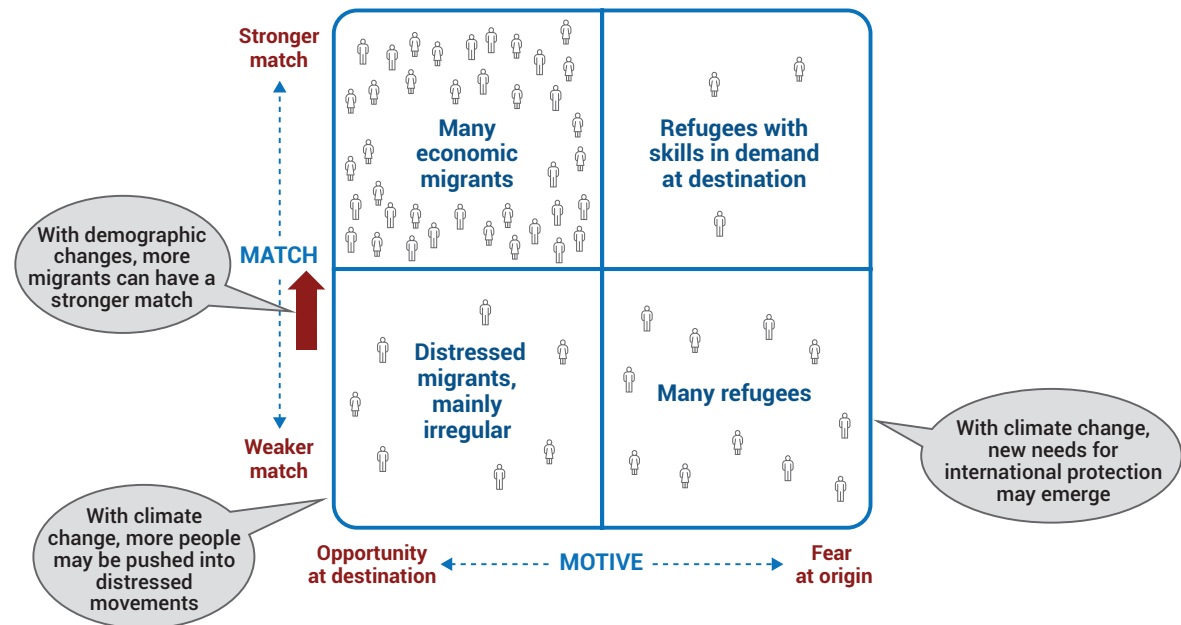 Stronger
match
Many
economic
migrants
Refugees with
skills in demand
at destination
With demographic
changes, more
migrants can have a
stronger match
MATCH
Distressed
migrants,
mainly
irregular
Many refugees
Weaker
match
With climate change,
new needs for
international protection
may emerge
With climate
change, more people
may be pushed into
distressed
movements
Opportunity
at destination
MOTIVE
Fear
at origin